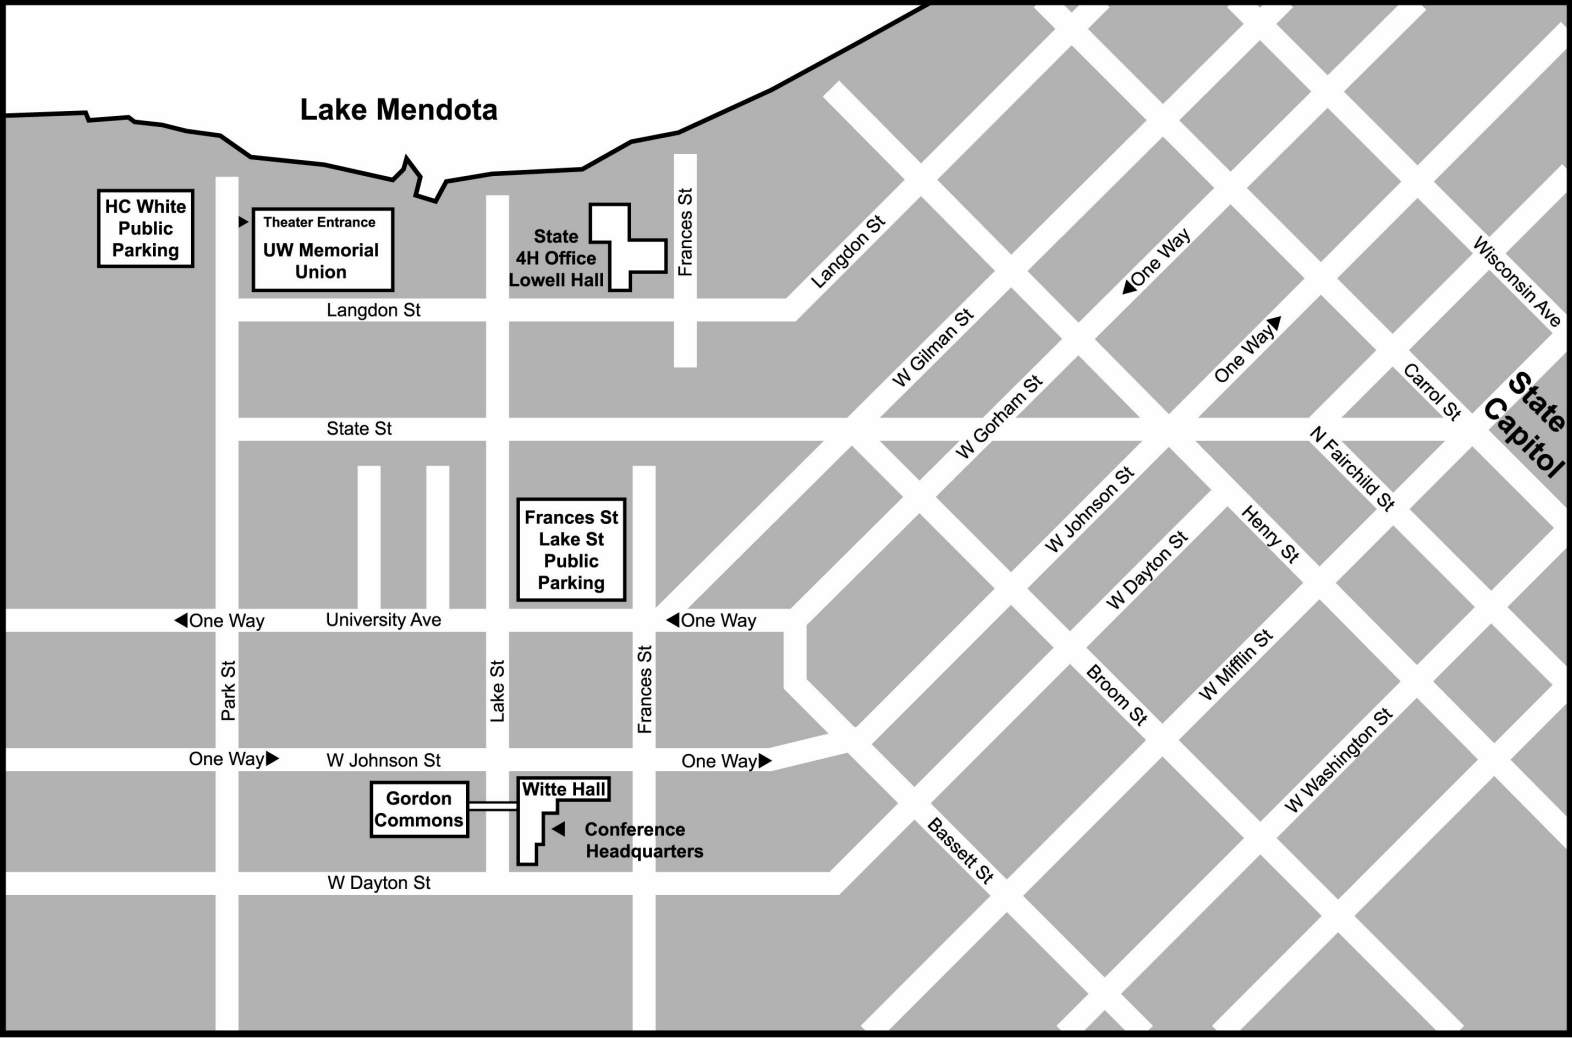 Lake Mendota
HC White
Public
Parking
Theater Entrance
UW Memorial
Union
State
4H Office
Lowell Hall
Frances St
Langdon St
Langdon St
One Way
Wisconsin Ave
W Gilman St
One Way
State
Capitol
Carrol St
W Gorham St
State St
N Fairchild St
Frances St
Lake St
Public
Parking
W Johnson St
Henry St
W Dayton St
One Way
University Ave
One Way
Park St
Lake St
Frances St
W Mifflin St
Broom St
W Washington St
One Way
W Johnson St
One Way
Gordon
Commons
Witte Hall
Conference
Headquarters
Bassett St
W Dayton St